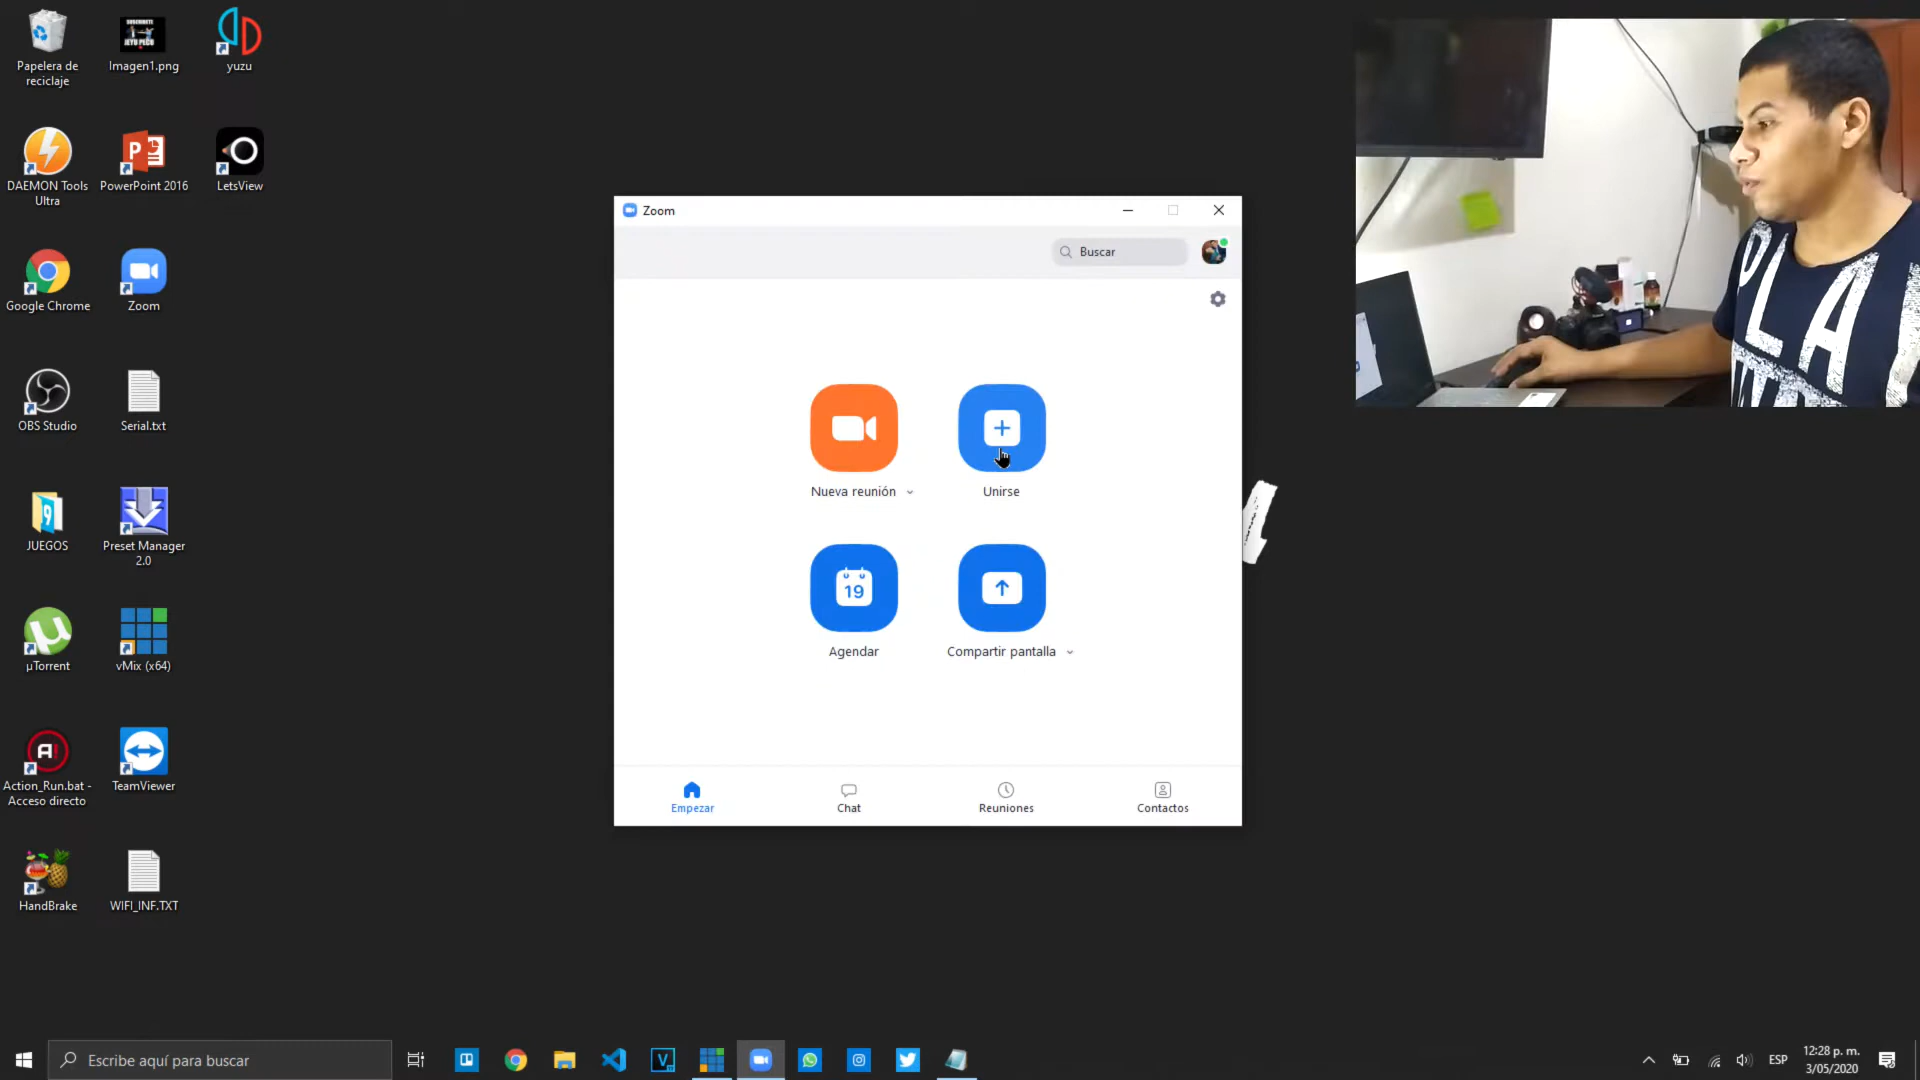 Papelera de
reciclaje
Imagen1.png
yuzu
DAEMON Tools
Ultra
PowerPoint 2016
LetsView
Google Chrome
Zoom
OBS Studio
Serial.txt
JUEGOS
Preset Manager
2.0
µTorrent
vMix (x64)
Action_Run.bat -
Acceso directo
TeamViewer
HandBrake
WIFI_INF.TXT
Zoom
Buscar
Nueva reunión
Unirse
19
Agendar
Compartir pantalla
Empezar
Chat
Reuniones
Contactos
Escribe aquí para buscar
ESP
12:28 p. m.
3/05/2020